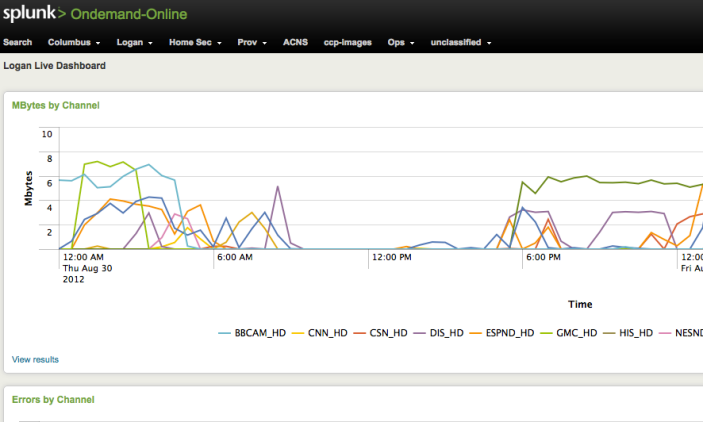 splunk> Ondemand-Online
Search Columbus Logan Home Sec Prov ACNS ccp-images Ops unclassified
Logan Live Dashboard
MBytes by Channel
10
8
6
4
2
Mbytes
12:00 AM 6:00 AM 12:00 PM 6:00 PM 12:0
Thu Aug 30 Fri Au
2012
Time
BBCAM_HD CNN_HD CSN_HD DIS_HD ESPND_HD GMC_HD HIS_HD NESND
View results
Errors by Channel